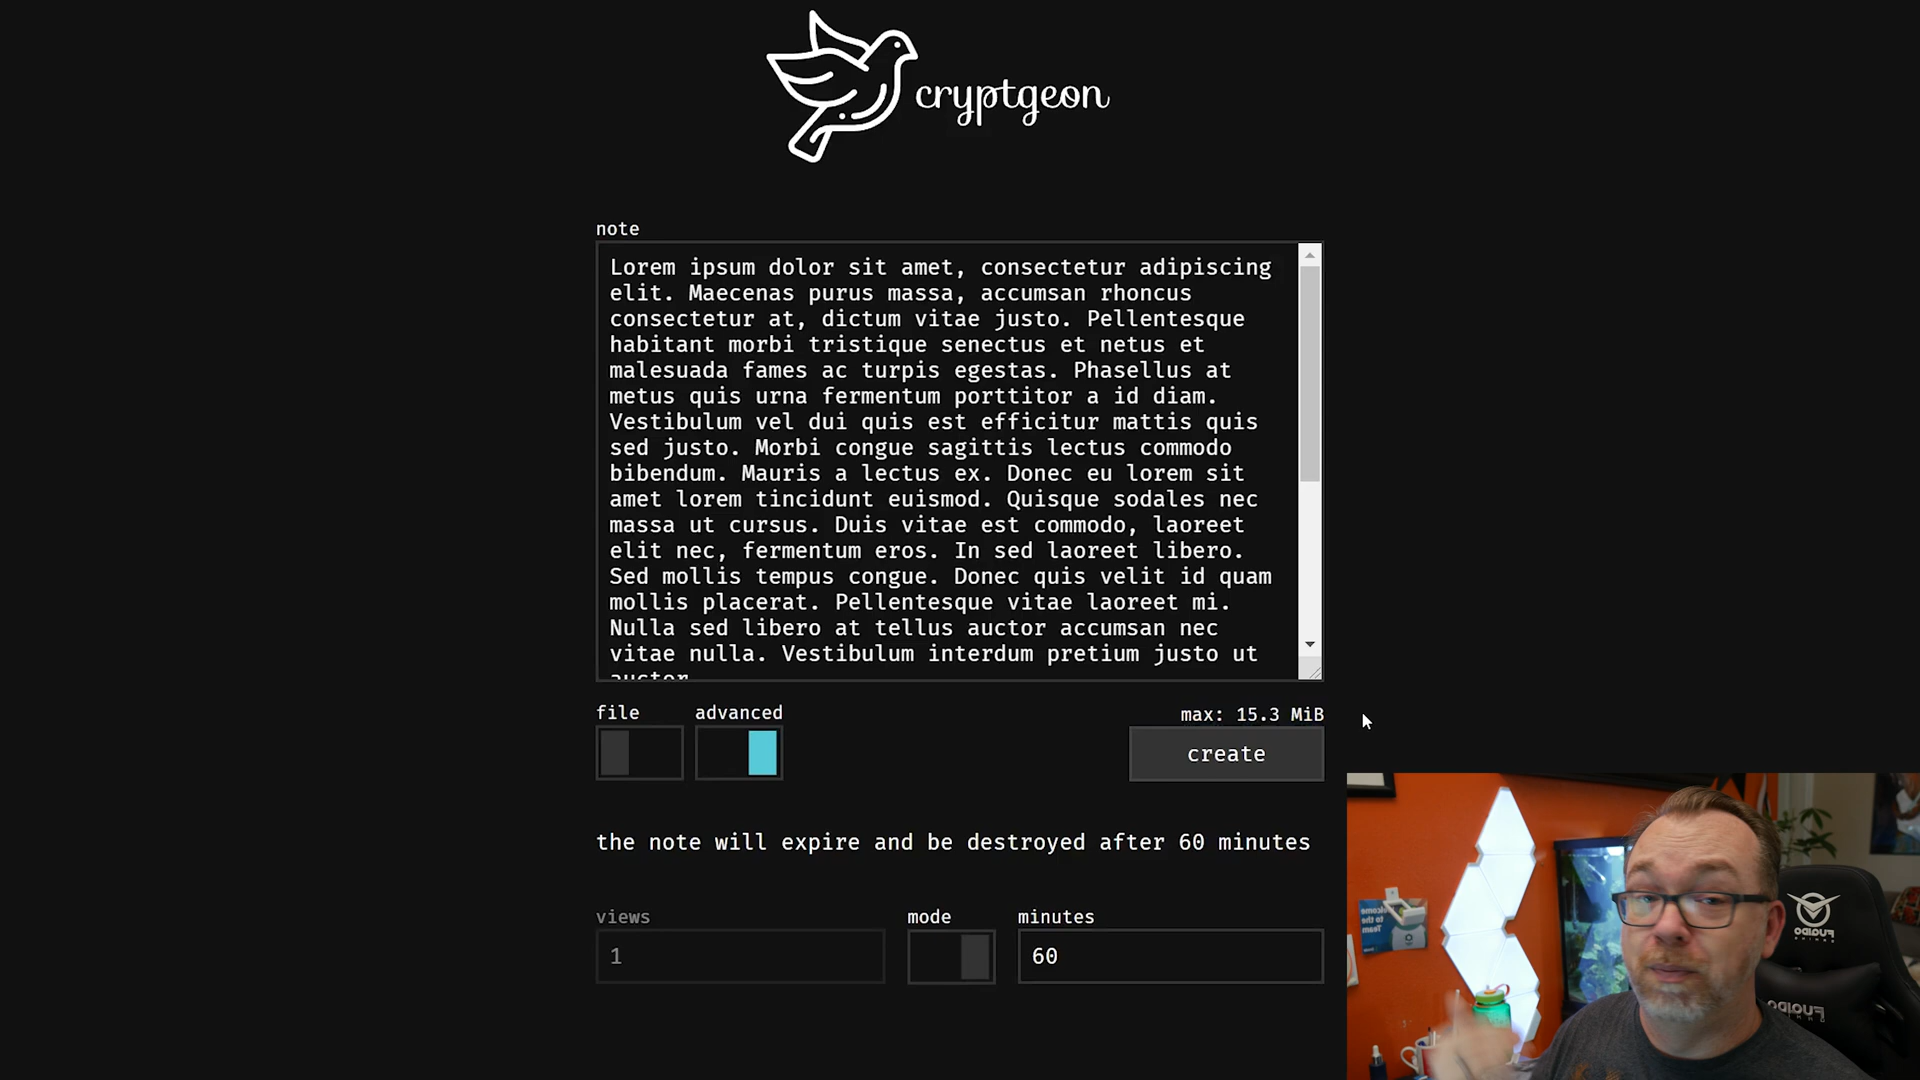 cryptgeon
note
Lorem ipsum dolor sit amet, consectetur adipiscing
elit. Maecenas purus massa, accumsan rhoncus
consectetur at, dictum vitae justo. Pellentesque
habitant morbi tristique senectus et netus et
malesuada fames ac turpis egestas. Phasellus at
metus quis urna fermentum porttitor a id diam.
Vestibulum vel dui quis est efficitur mattis quis
sed justo. Morbi congue sagittis lectus commodo
bibendum. Mauris a lectus ex. Donec eu lorem sit
amet lorem tincidunt euismod. Quisque sodales nec
massa ut cursus. Duis vitae est commodo, laoreet
elit nec, fermentum eros. In sed laoreet libero.
Sed mollis tempus congue. Donec quis velit id quam
mollis placerat. Pellentesque vitae laoreet mi.
Nulla sed libero at tellus auctor accumsan nec
vitae nulla. Vestibulum interdum pretium justo ut
auctor
file advanced
max: 15.3 MiB
create
the note will expire and be destroyed after 60 minutes
views mode minutes
1 60
Welcome
to the
Team
FUQIDO
FUQIDO